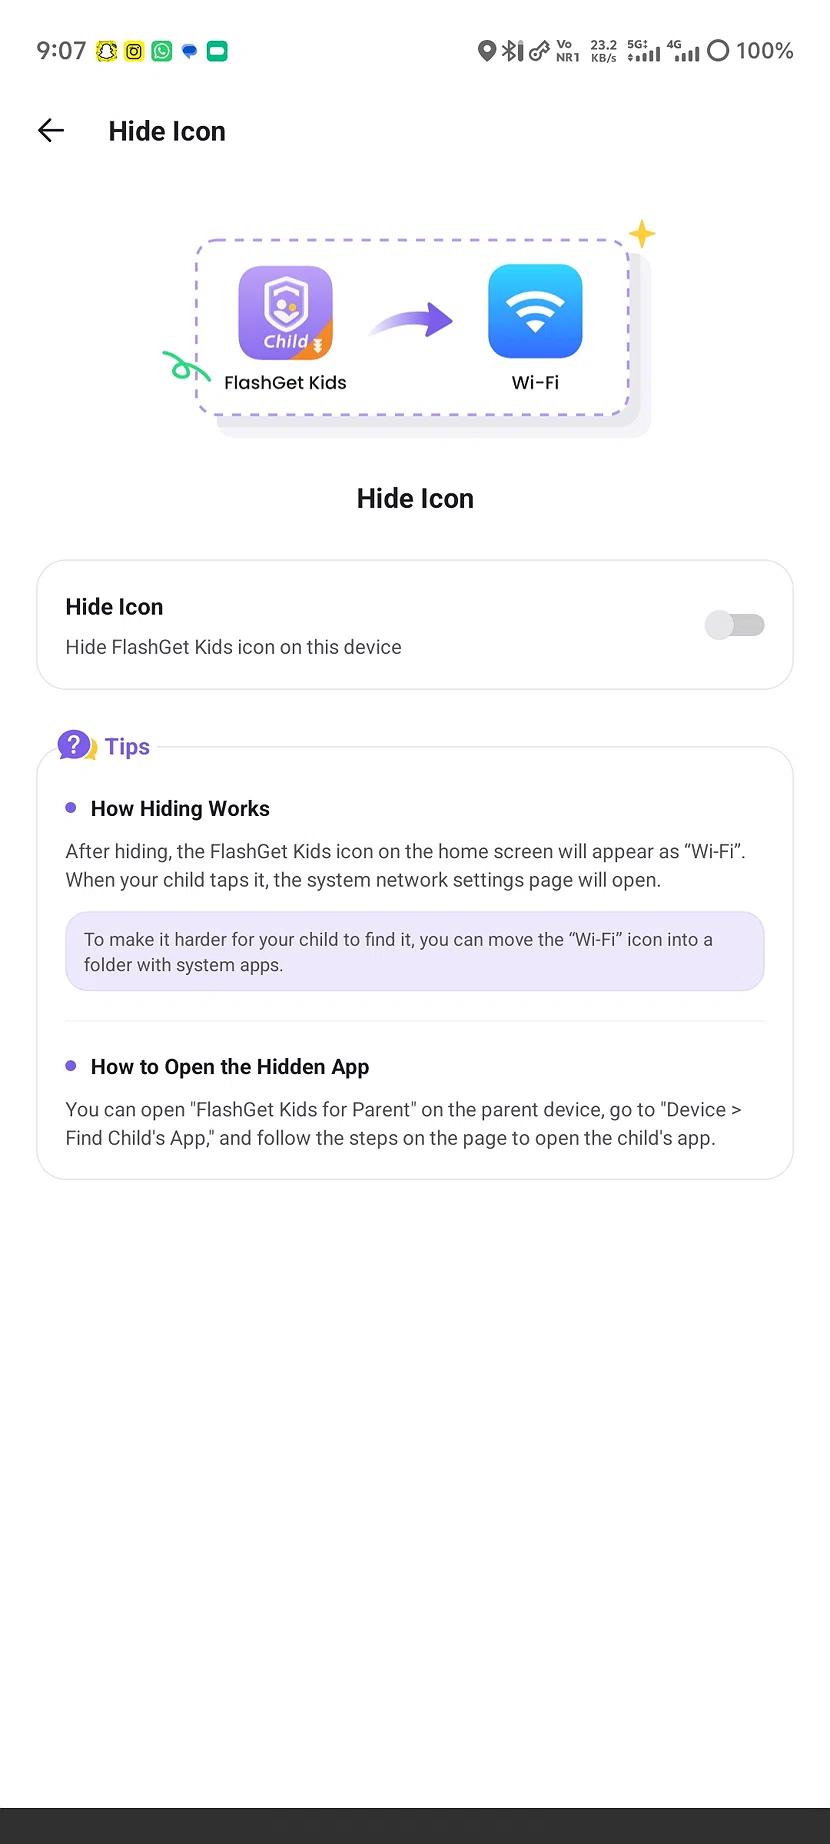 9:07
Vo NR1 23.2 KB/s 5G 4G 100%
Hide Icon
Child
FlashGet Kids
Wi-Fi
Hide Icon
Hide Icon
Hide FlashGet Kids icon on this device
? Tips
How Hiding Works
After hiding, the FlashGet Kids icon on the home screen will appear as “Wi-Fi”.
When your child taps it, the system network settings page will open.
To make it harder for your child to find it, you can move the “Wi-Fi” icon into a
folder with system apps.
How to Open the Hidden App
You can open "FlashGet Kids for Parent" on the parent device, go to "Device >
Find Child's App," and follow the steps on the page to open the child's app.